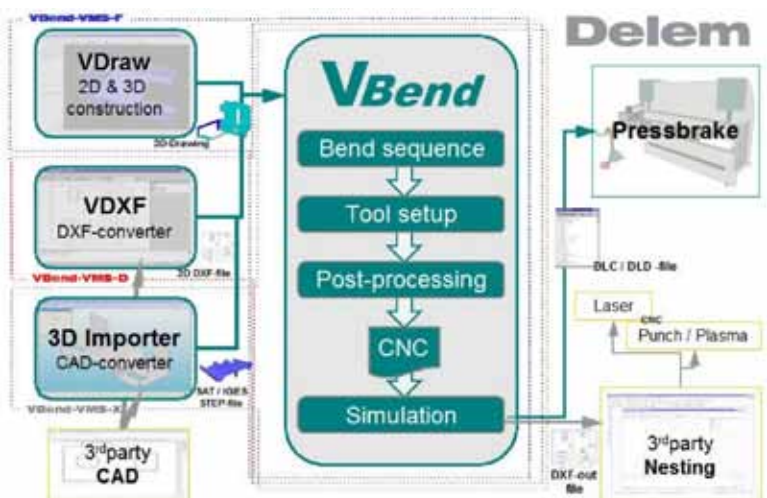 VBend-VMS-F
Delem
VDraw
2D & 3D
construction
3D-Drawing
VBend
Bend sequence
Tool setup
Post-processing
CNC
Simulation
Pressbrake
VDXF
DXF-converter
2D DXF-file
VBend-VMS-D
DLC / DLD -file
Laser
CNC
Punch / Plasma
3D Importer
CAD-converter
SAT / IGES
STEP-file
VBend-VMS-X
3rdparty
CAD
DXF-out
file
3rdparty
Nesting